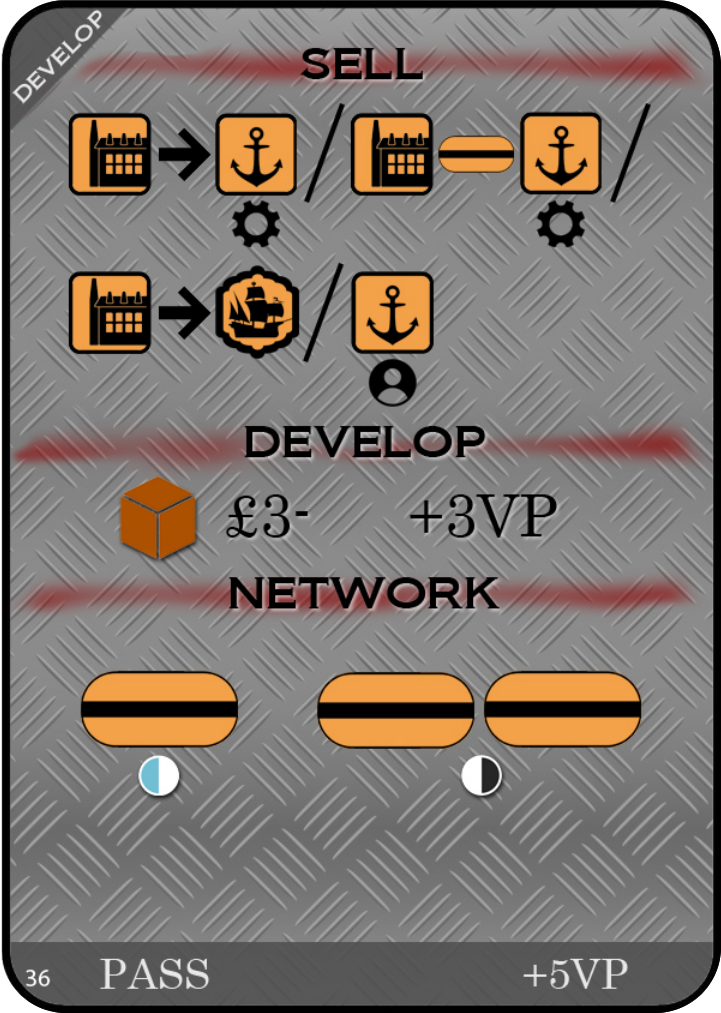 DEVELOP
SELL
/ /
/
DEVELOP
£3- +3VP
NETWORK
36 PASS +5VP